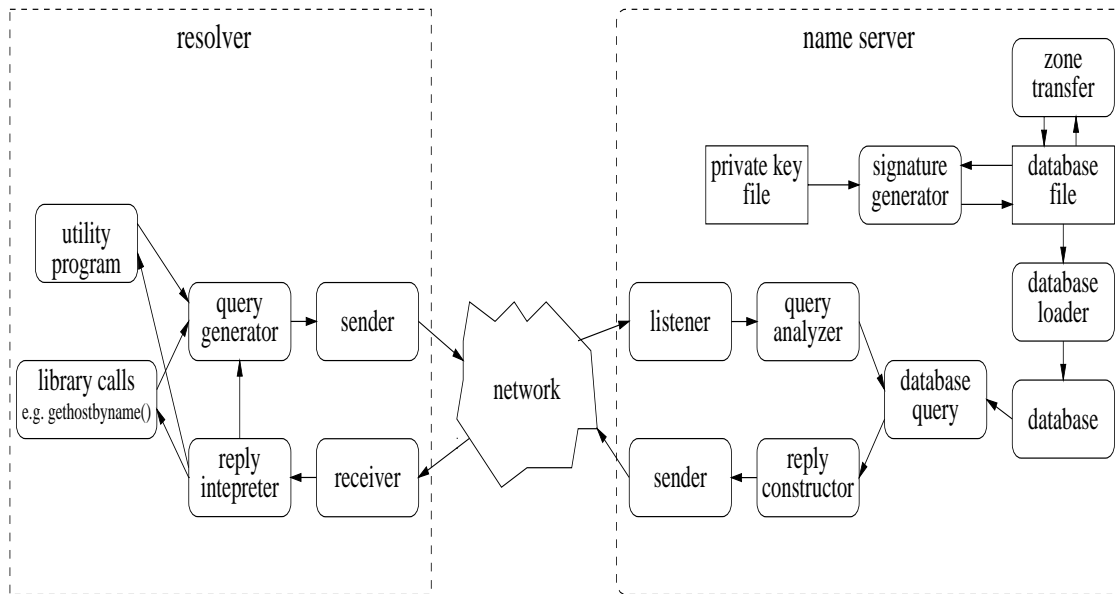 resolver
name server
zone
transfer
private key
file
signature
generator
database
file
utility
program
query
generator
sender
network
listener
query
analyzer
database
loader
library calls
e.g. gethostbyname()
database
query
database
reply
intepreter
receiver
sender
reply
constructor